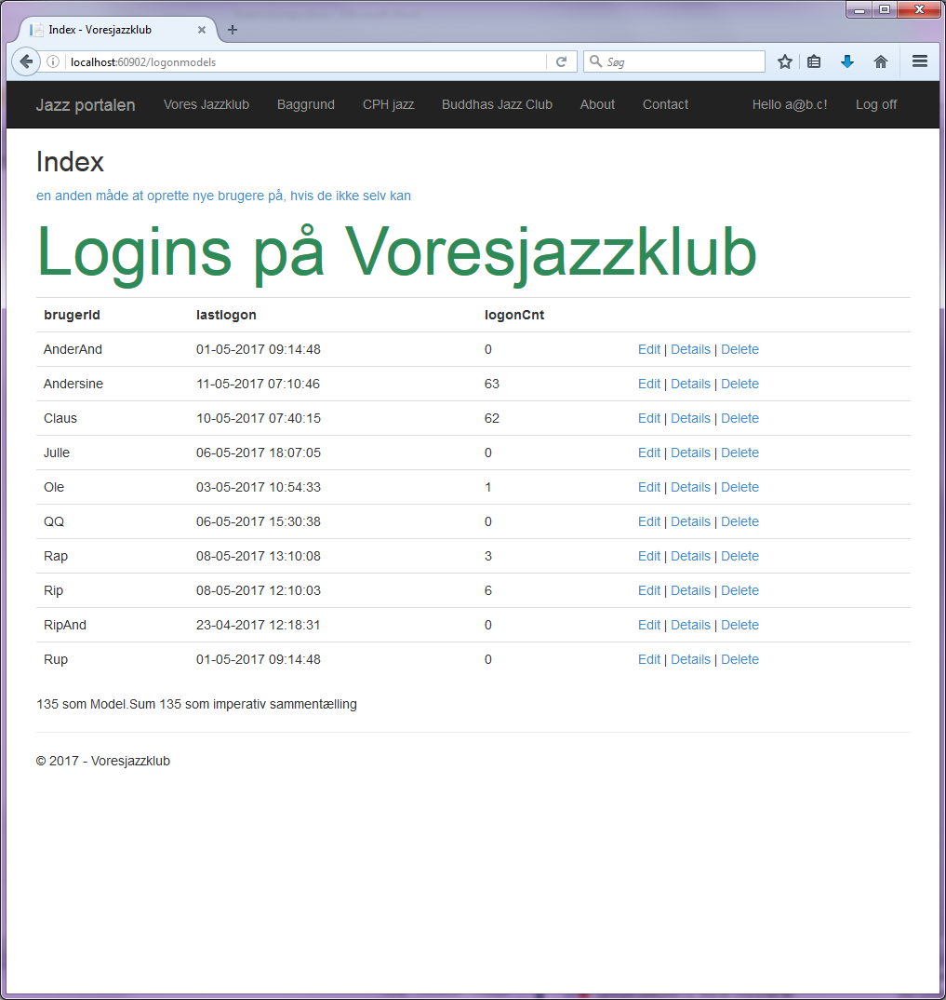 Index - Voresjazzklub
localhost:60902/logonmodels
Søg
Jazz portalen Vores Jazzklub Baggrund CPH jazz Buddhas Jazz Club About Contact Hello a@b.c! Log off
Index
en anden måde at oprette nye brugere på, hvis de ikke selv kan
Logins på Voresjazzklub
brugerId lastlogon logonCnt
AnderAnd 01-05-2017 09:14:48 0 Edit | Details | Delete
Andersine 11-05-2017 07:10:46 63 Edit | Details | Delete
Claus 10-05-2017 07:40:15 62 Edit | Details | Delete
Julle 06-05-2017 18:07:05 0 Edit | Details | Delete
Ole 03-05-2017 10:54:33 1 Edit | Details | Delete
QQ 06-05-2017 15:30:38 0 Edit | Details | Delete
Rap 08-05-2017 13:10:08 3 Edit | Details | Delete
Rip 08-05-2017 12:10:03 6 Edit | Details | Delete
RipAnd 23-04-2017 12:18:31 0 Edit | Details | Delete
Rup 01-05-2017 09:14:48 0 Edit | Details | Delete
135 som Model.Sum 135 som imperativ sammentælling
© 2017 - Voresjazzklub